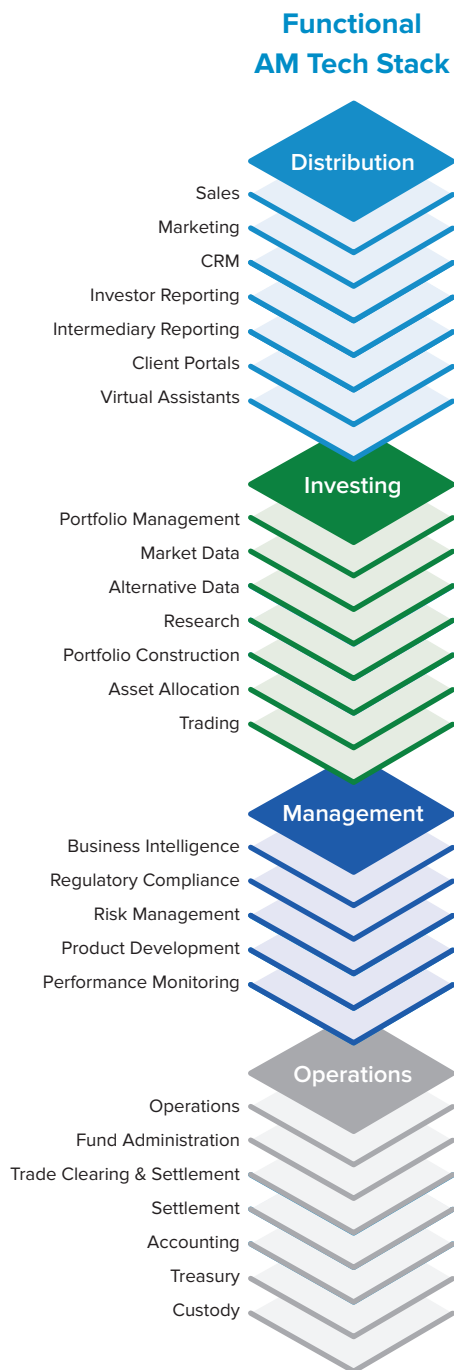 Functional
AM Tech Stack
Distribution
Sales
Marketing
CRM
Investor Reporting
Intermediary Reporting
Client Portals
Virtual Assistants
Investing
Portfolio Management
Market Data
Alternative Data
Research
Portfolio Construction
Asset Allocation
Trading
Management
Business Intelligence
Regulatory Compliance
Risk Management
Product Development
Performance Monitoring
Operations
Operations
Fund Administration
Trade Clearing & Settlement
Settlement
Accounting
Treasury
Custody